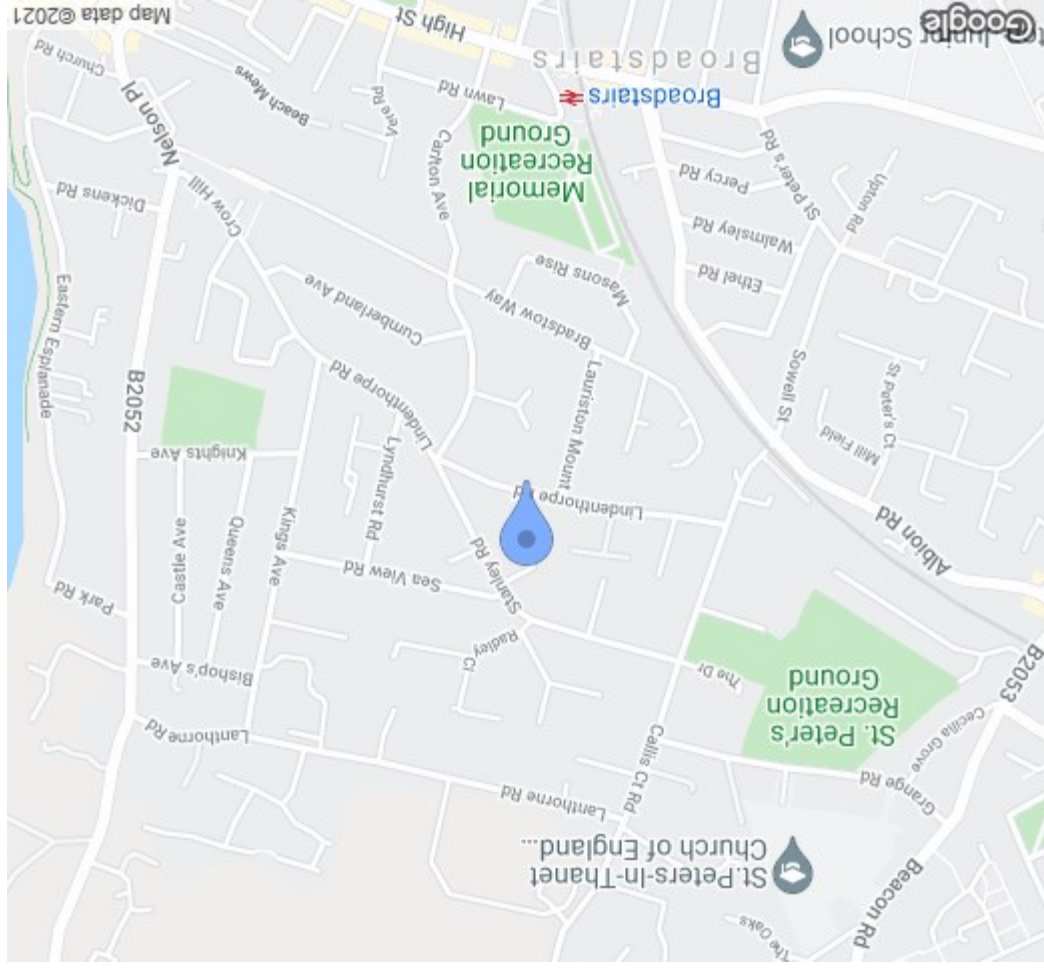 The Oaks
Beacon Rd
St.Peters-In-Thanet
Church of England...
Grange Rd
Lanthorne Rd
Callis Ct Rd
Cecilia Grove
B2053
St. Peter's
Recreation
Ground
Lanthorne Rd
The Dr
Radley Ct
Bishop's Ave
Stanley Rd
Sea View Rd
Park Rd
Albion Rd
Lindenthorpe Rd
Lyndhurst Rd
Kings Ave
Queens Ave
Castle Ave
Knights Ave
Mill Field
St Peter's Ct
Sowell St
Lauriston Mount
Lindenthorpe Rd
B2052
Eastern Esplanade
Bradstow Way
Cumberland Ave
Masons Rise
Ethel Rd
Walmsley Rd
Percy Rd
Upton Rd
St Peter's Rd
Crow Hill
Dickens Rd
Memorial
Recreation
Ground
Carlton Ave
Nelson Pl
Broadstairs
Lawn Rd
Vere Rd
Beach Mews
Church Rd
Broadstairs
Junior School
High St
Google
Map data ©2021